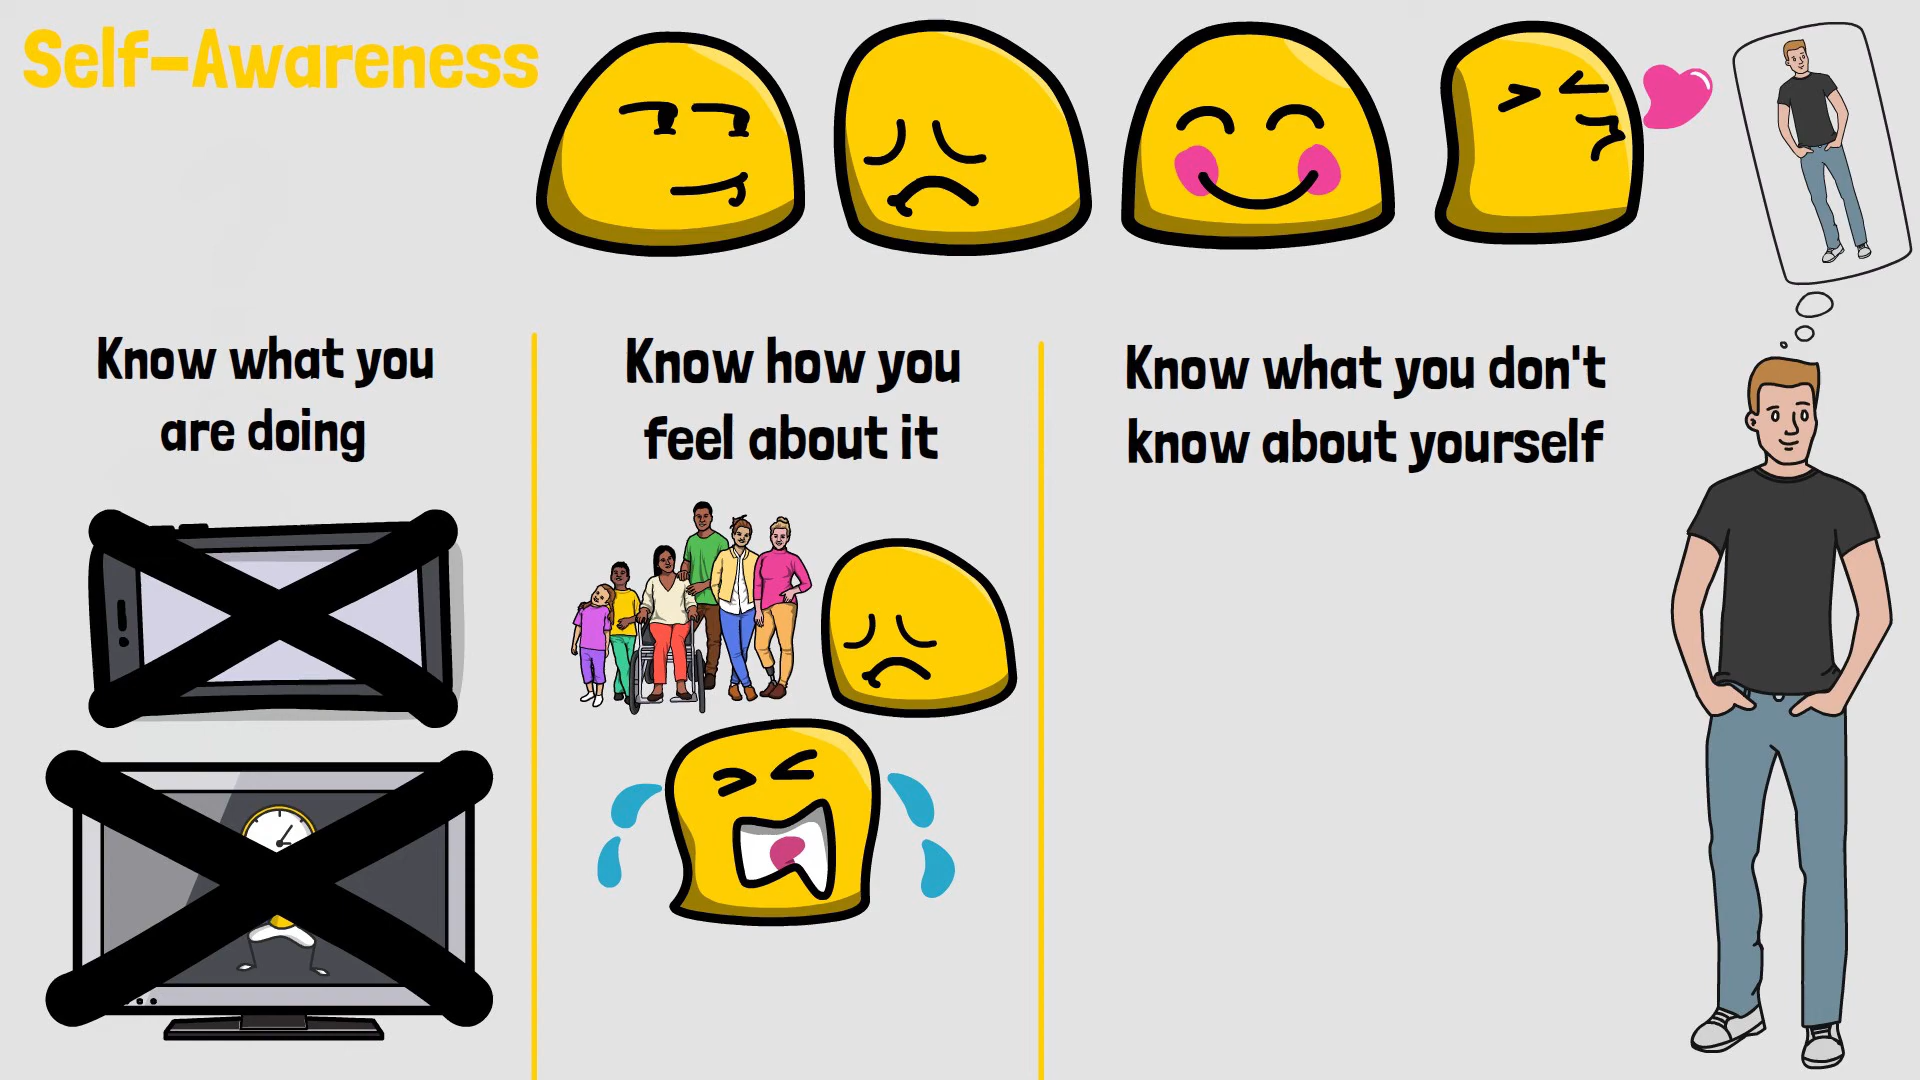 Self-Awareness
Know what you
are doing
Know how you
feel about it
Know what you don't
know about yourself